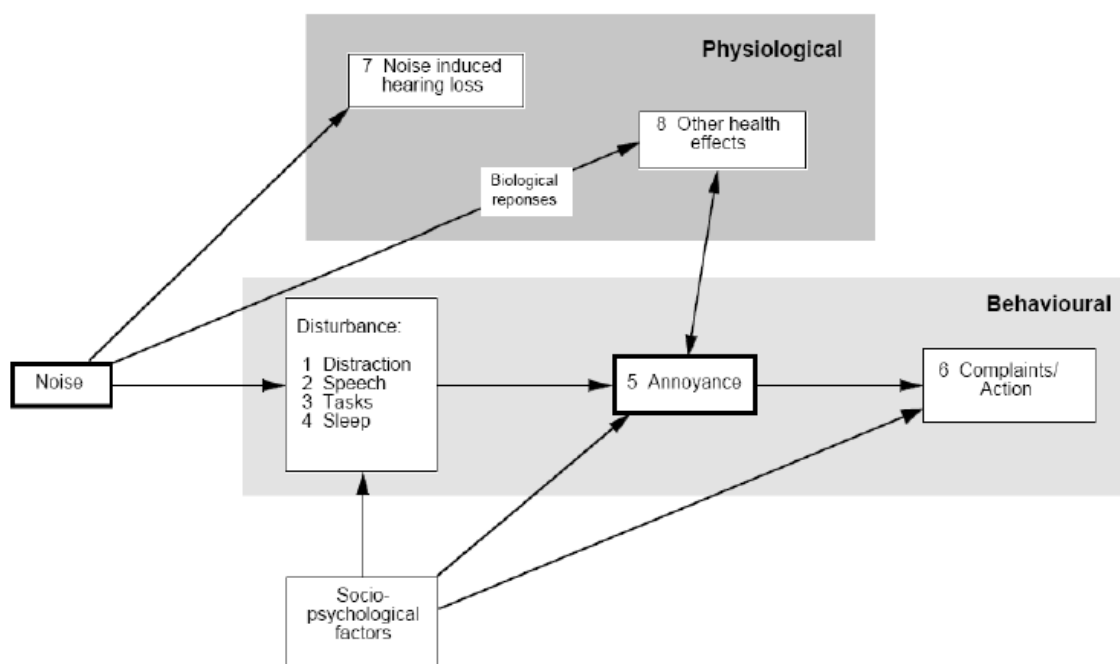 Physiological
7 Noise induced
hearing loss
8 Other health
effects
Biological
reponses
Behavioural
Disturbance:
1 Distraction
2 Speech
3 Tasks
4 Sleep
Noise
5 Annoyance
6 Complaints/
Action
Socio-
psychological
factors